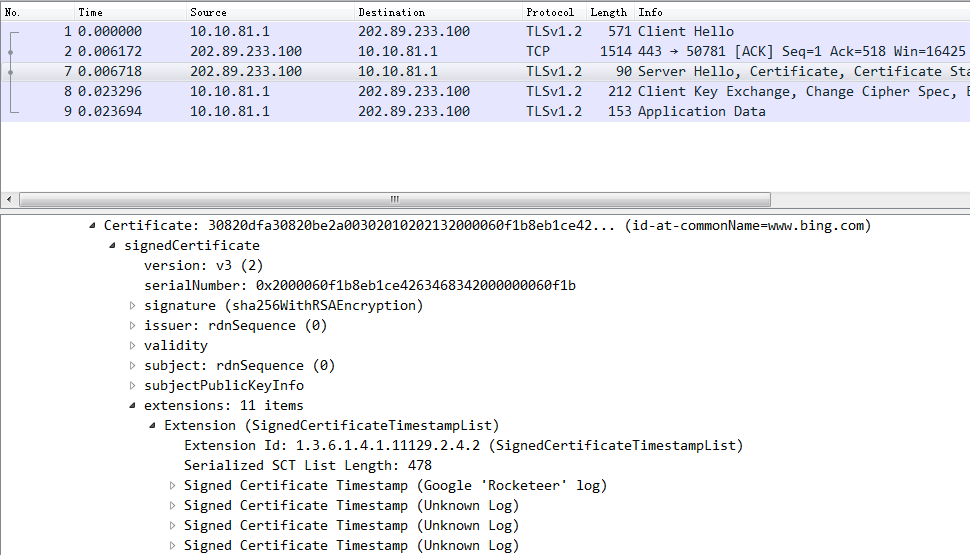 No. Time Source Destination Protocol Length Info
1 0.000000 10.10.81.1 202.89.233.100 TLSv1.2 571 Client Hello
2 0.006172 202.89.233.100 10.10.81.1 TCP 1514 443 → 50781 [ACK] Seq=1 Ack=518 Win=16425
7 0.006718 202.89.233.100 10.10.81.1 TLSv1.2 90 Server Hello, Certificate, Certificate Sta
8 0.023296 10.10.81.1 202.89.233.100 TLSv1.2 212 Client Key Exchange, Change Cipher Spec, E
9 0.023694 10.10.81.1 202.89.233.100 TLSv1.2 153 Application Data
Certificate: 30820dfa30820be2a00302010202132000060f1b8eb1ce42... (id-at-commonName=www.bing.com)
signedCertificate
version: v3 (2)
serialNumber: 0x2000060f1b8eb1ce4263468342000000060f1b
signature (sha256WithRSAEncryption)
issuer: rdnSequence (0)
validity
subject: rdnSequence (0)
subjectPublicKeyInfo
extensions: 11 items
Extension (SignedCertificateTimestampList)
Extension Id: 1.3.6.1.4.1.11129.2.4.2 (SignedCertificateTimestampList)
Serialized SCT List Length: 478
Signed Certificate Timestamp (Google 'Rocketeer' log)
Signed Certificate Timestamp (Unknown Log)
Signed Certificate Timestamp (Unknown Log)
Signed Certificate Timestamp (Unknown Log)